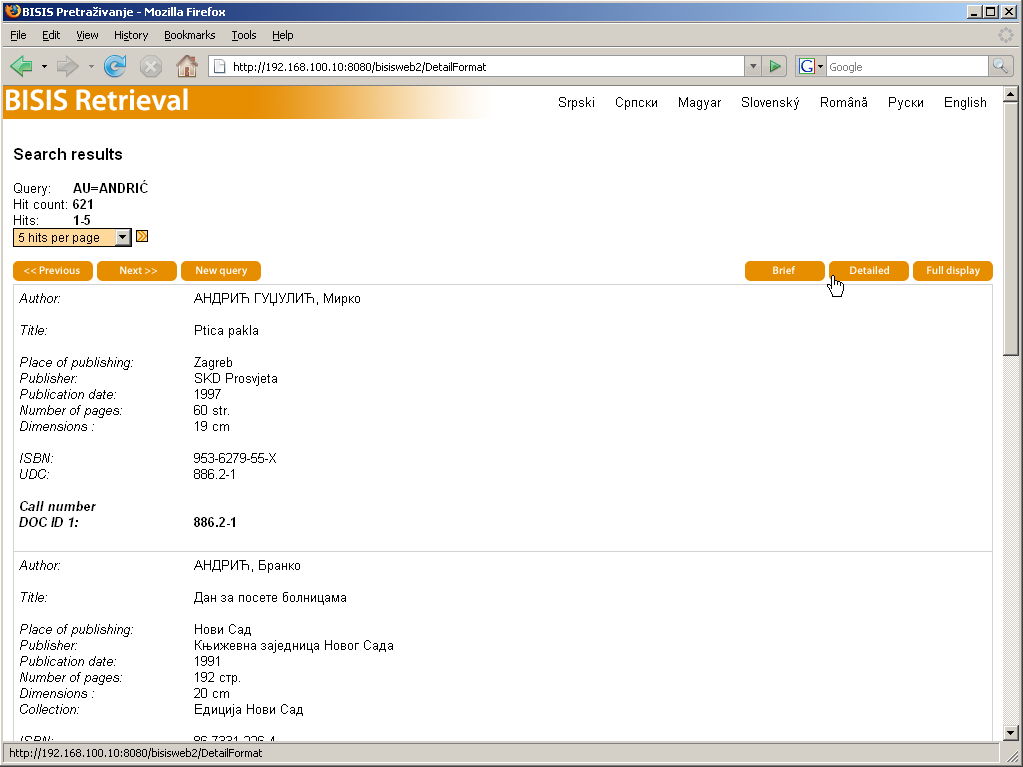 BISIS Pretraživanje - Mozilla Firefox
File Edit View History Bookmarks Tools Help
http://192.168.100.10:8080/bisisweb2/DetailFormat
G Google
BISIS Retrieval
Srpski Српски Magyar Slovenský Română Руски English
Search results
Query: AU=ANDRIĆ
Hit count: 621
Hits: 1-5
5 hits per page
<< Previous Next >> New query Brief Detailed Full display
Author: АНДРИЋ ГУЏУЛИЋ, Мирко
Title: Ptica pakla
Place of publishing: Zagreb
Publisher: SKD Prosvjeta
Publication date: 1997
Number of pages: 60 str.
Dimensions : 19 cm
ISBN: 953-6279-55-X
UDC: 886.2-1
Call number
DOC ID 1: 886.2-1
Author: АНДРИЋ, Бранко
Title: Дан за посете болницама
Place of publishing: Нови Сад
Publisher: Књижевна заједница Новог Сада
Publication date: 1991
Number of pages: 192 стр.
Dimensions : 20 cm
Collection: Едиција Нови Сад
ISBN: 86-7331-226-4
http://192.168.100.10:8080/bisisweb2/DetailFormat